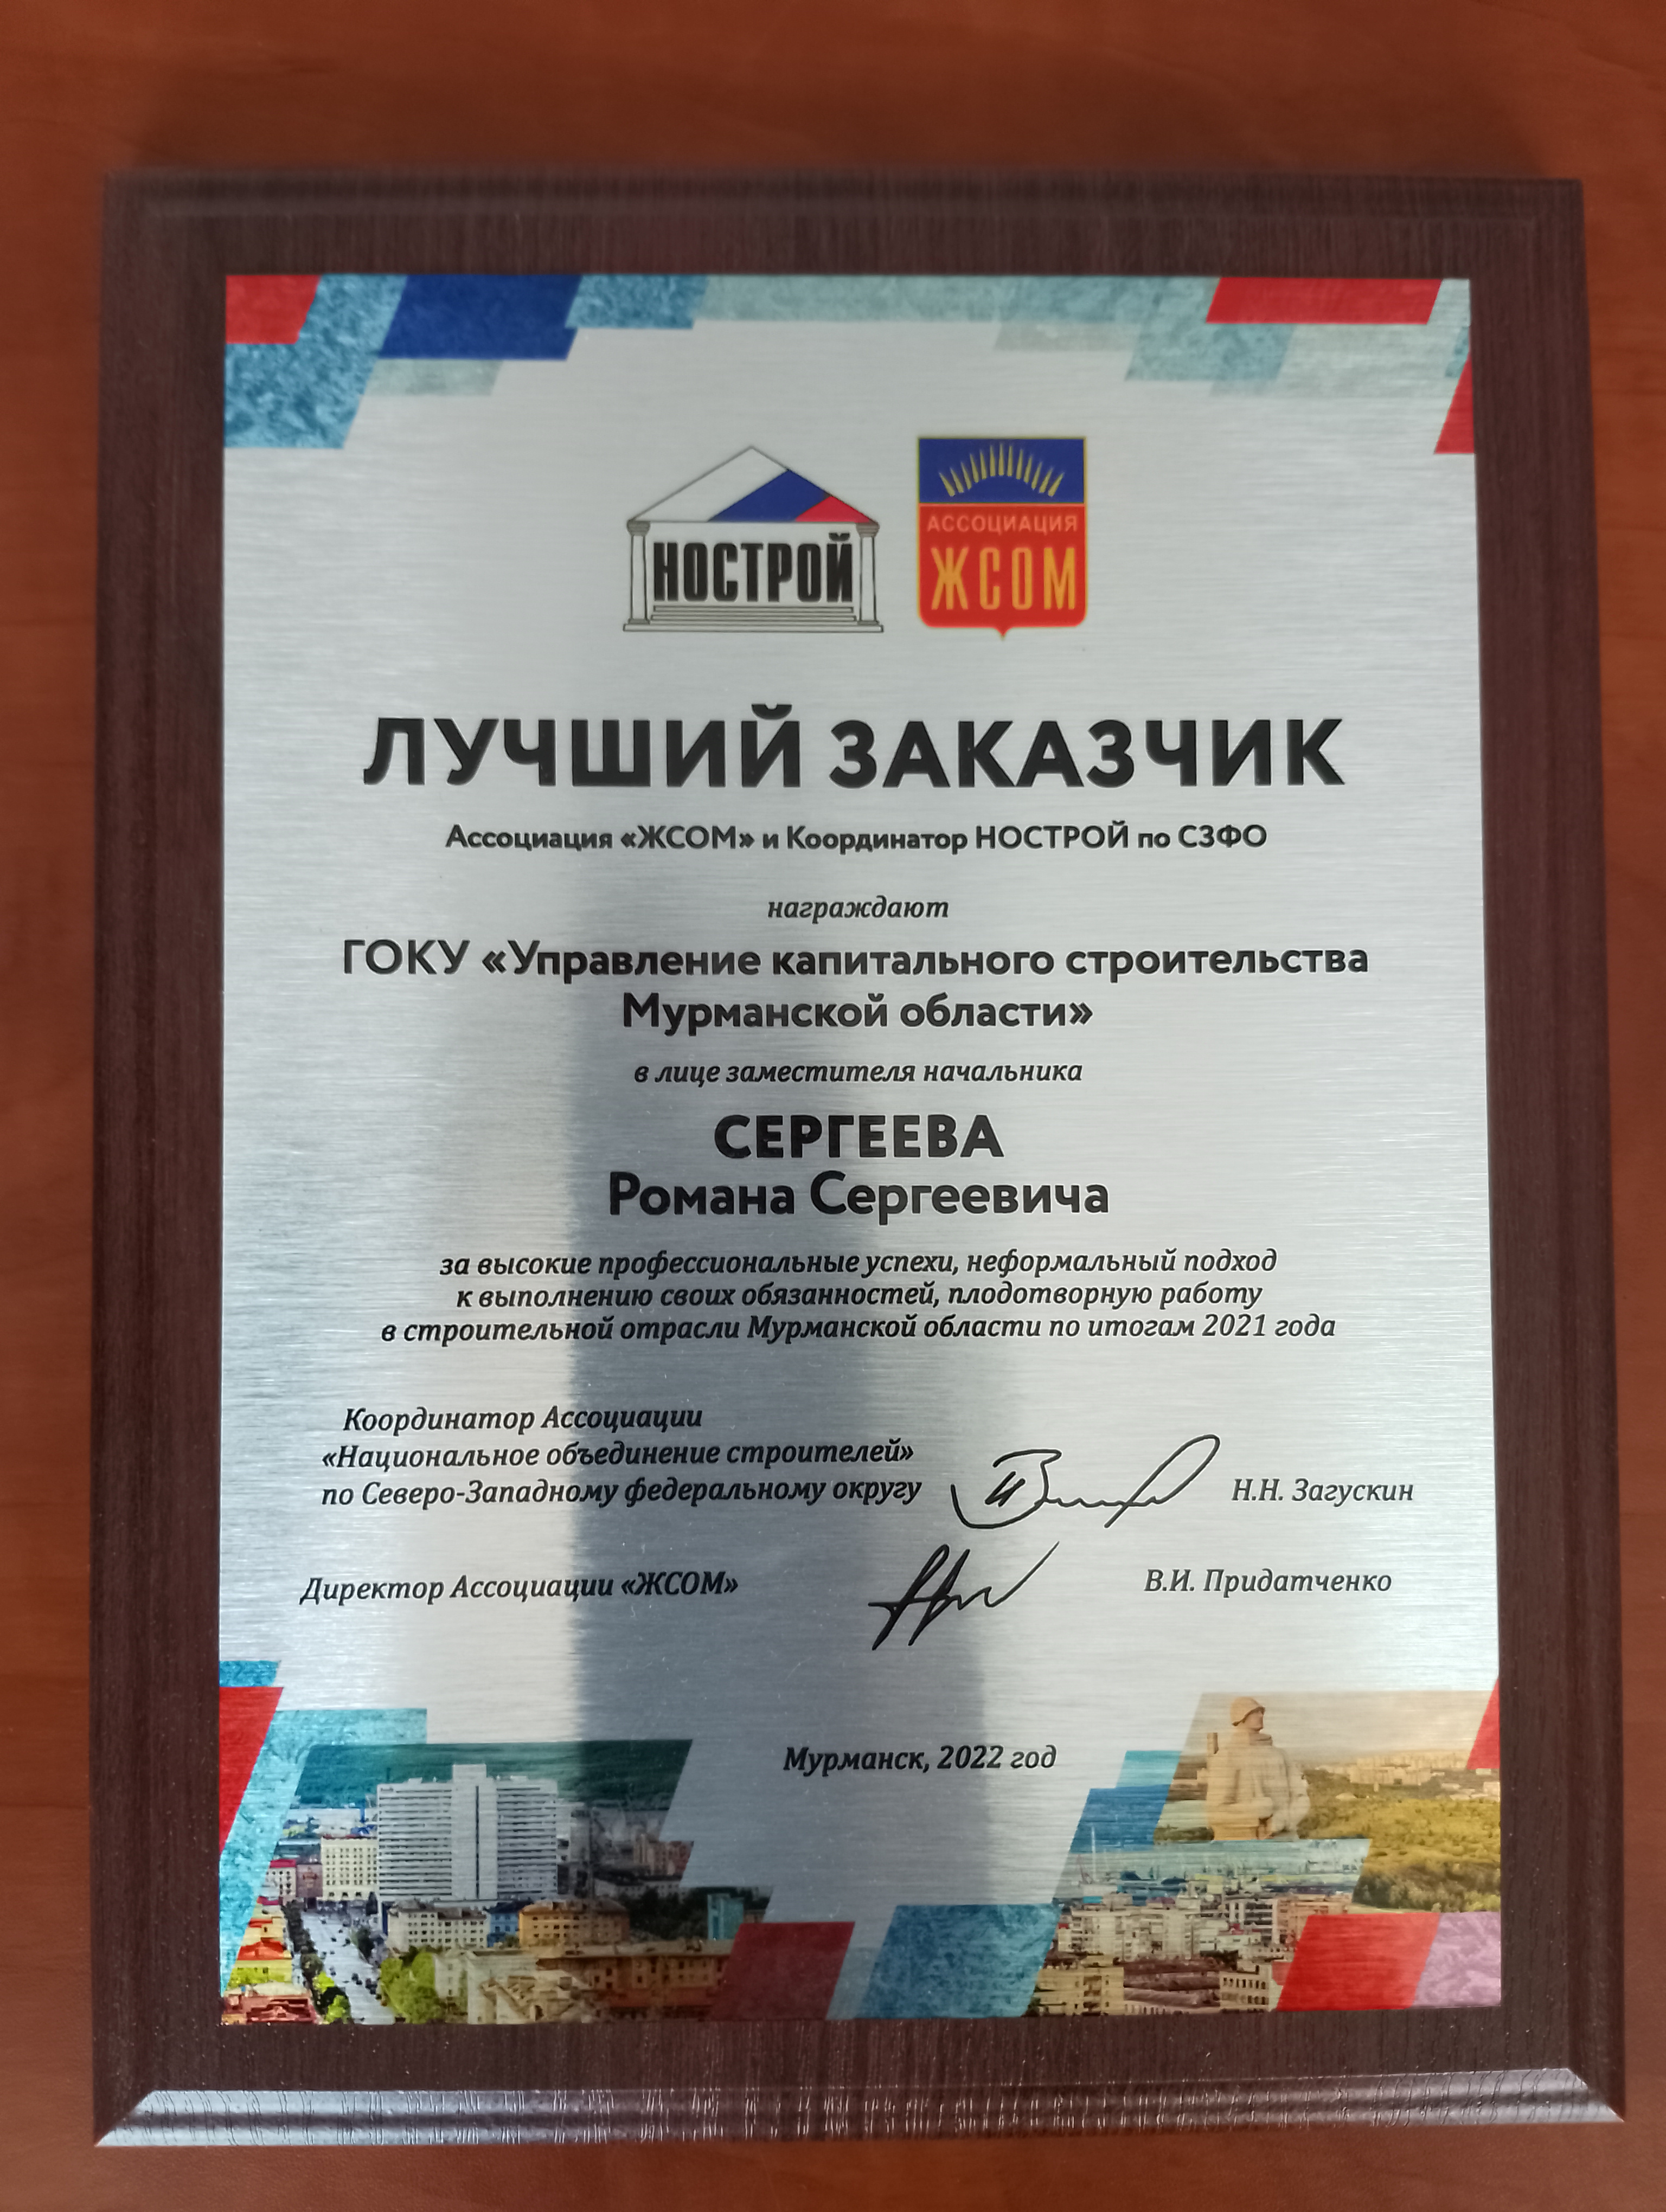 НОСТРОЙ
АССОЦИАЦИЯ
ЖСОМ
ЛУЧШИЙ ЗАКАЗЧИК
Ассоциация «ЖСОМ» и Координатор НОСТРОЙ по СЗФО
награждают
ГОКУ «Управление капитального строительства
Мурманской области»
в лице заместителя начальника
СЕРГЕЕВА
Романа Сергеевича
за высокие профессиональные успехи, неформальный подход
к выполнению своих обязанностей, плодотворную работу
в строительной отрасли Мурманской области по итогам 2021 года
Координатор Ассоциации
«Национальное объединение строителей»
по Северо-Западному федеральному округу Н.Н. Загускин
Директор Ассоциации «ЖСОМ» В.И. Придатченко
Мурманск, 2022 год